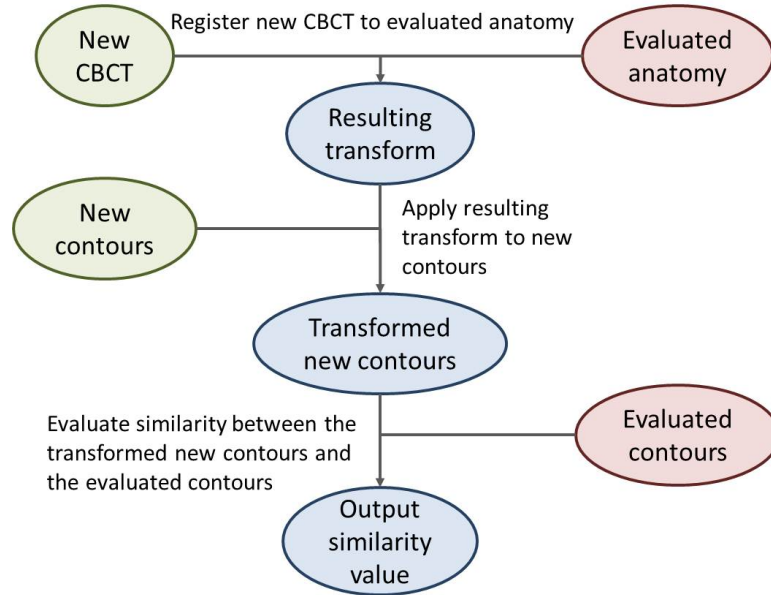 New
CBCT
Register new CBCT to evaluated anatomy
Evaluated
anatomy
Resulting
transform
New
contours
Apply resulting
transform to new
contours
Transformed
new contours
Evaluate similarity between the
transformed new contours and
the evaluated contours
Evaluated
contours
Output
similarity
value